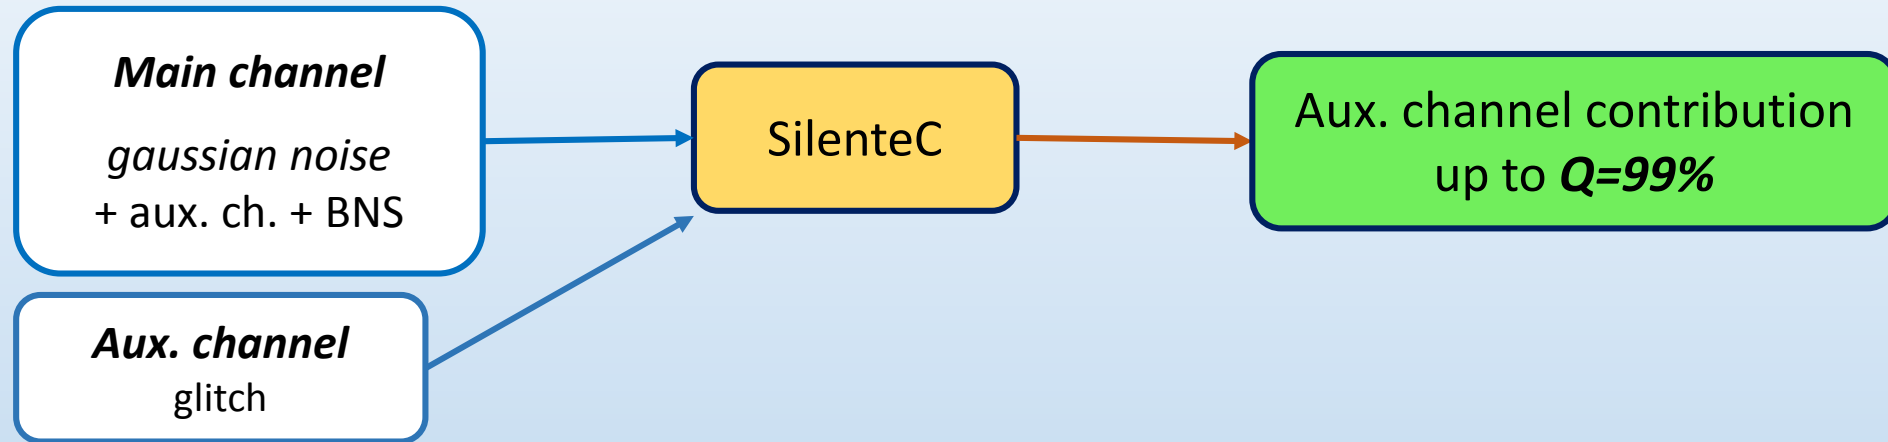 Main channel
gaussian noise
+ aux. ch. + BNS
Aux. channel
glitch
SilenteC
Aux. channel contribution
up to Q=99%